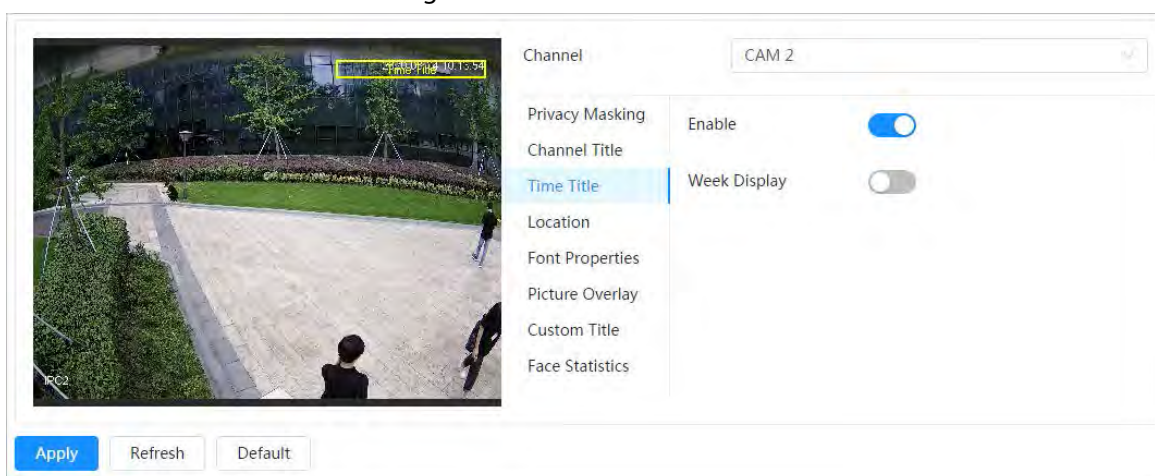 Channel
CAM 2
Time Title
Privacy Masking
Enable
Channel Title
Time Title
Week Display
Location
Font Properties
Picture Overlay
Custom Title
Face Statistics
IPC2
Apply
Refresh
Default